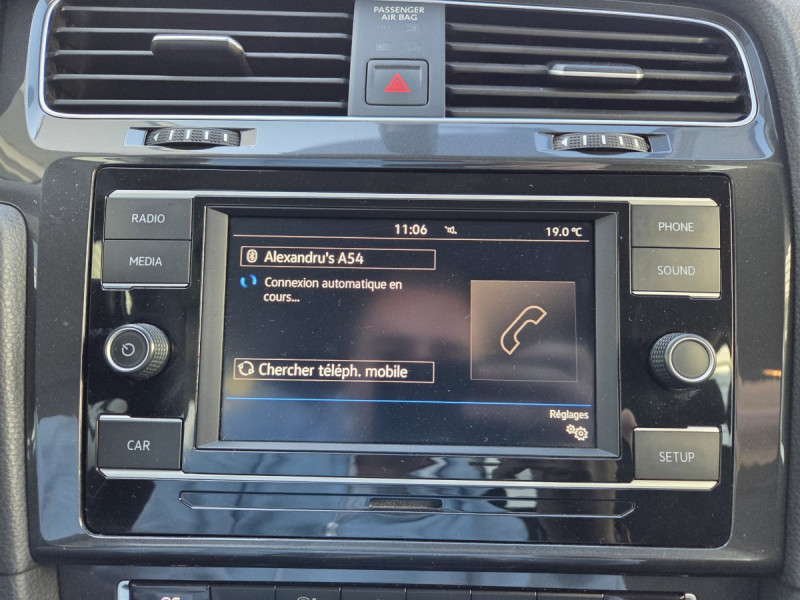 PASSENGER
AIR BAG
RADIO
MEDIA
CAR
PHONE
SOUND
SETUP
11:06
19.0 °C
Alexandru's A54
Connexion automatique en
cours...
Chercher téléph. mobile
Réglages